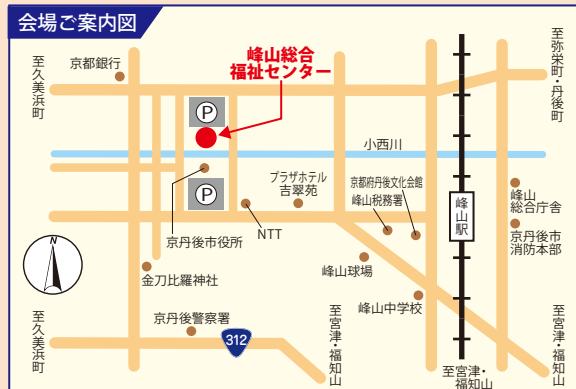 会場ご案内図
至久美浜町
京都銀行
峰山総合
福祉センター
至弥栄町・丹後町
P
小西川
P
プラザホテル
吉翠苑
京都府丹後文化会館
峰山税務署
峰山駅
峰山
総合庁舎
京丹後市
消防本部
京丹後市役所
NTT
N
金刀比羅神社
峰山球場
峰山中学校
至久美浜町
京丹後警察署
312
至宮津・
福知山
至宮津・
福知山
至宮津・
福知山